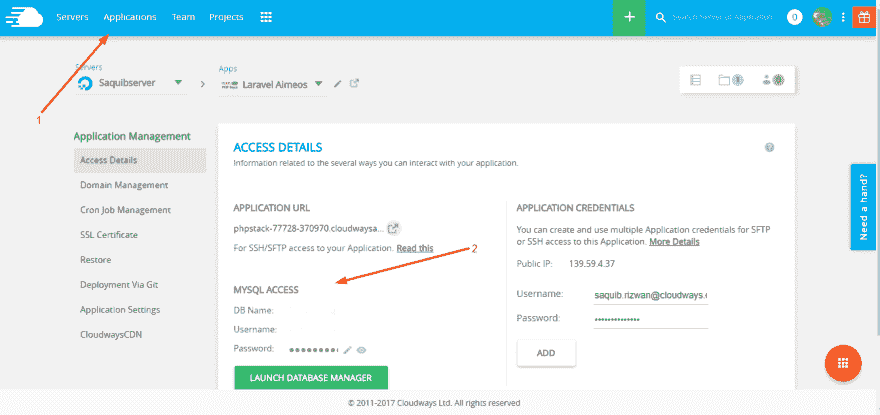 Servers Applications Team Projects
Search Server or Application
0
Servers
Saquibserver
Apps
Laravel Aimeos
1
Application Management
Access Details
Domain Management
Cron Job Management
SSL Certificate
Restore
Deployment Via Git
Application Settings
CloudwaysCDN
ACCESS DETAILS
Information related to the several ways you can interact with your application.
APPLICATION URL
phpstack-77728-370970.cloudwaysa...
For SSH/SFTP access to your Application. Read this
2
MYSQL ACCESS
DB Name:
Username:
Password:
LAUNCH DATABASE MANAGER
APPLICATION CREDENTIALS
You can create and use multiple Application credentials for SFTP
or SSH access to this Application. More Details
Public IP: 139.59.4.37
Username: saquib.rizwan@cloudways.
Password:
ADD
Need a hand?
© 2011-2017 Cloudways Ltd. All rights reserved